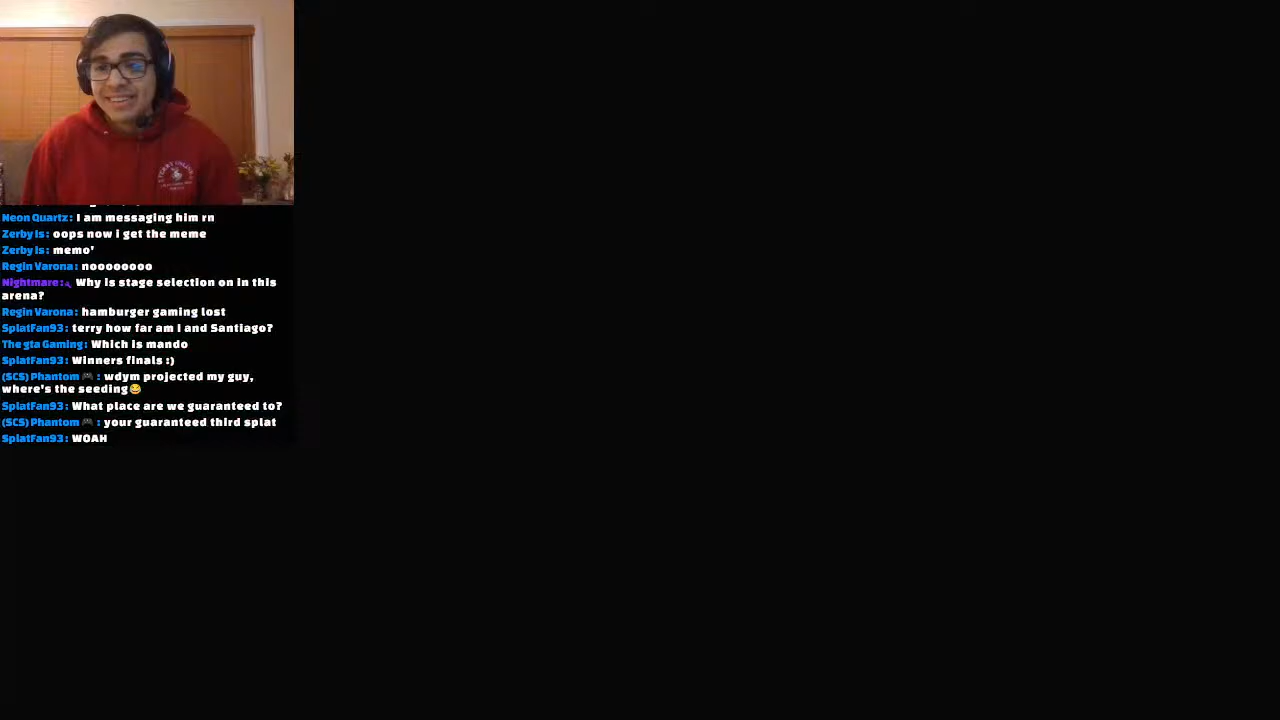 Neon Quartz: I am messaging him rn
Zerby Is: oops now i get the meme
Zerby Is: memo'
Regin Varona: noooooooo
Nightmare: Why is stage selection on in this
arena?
Regin Varona: hamburger gaming lost
SplatFan93: terry how far am I and Santiago?
The gta Gaming: Which is mando
SplatFan93: Winners finals :)
(SCS) Phantom 🎮 : wdym projected my guy,
where's the seeding😆
SplatFan93: What place are we guaranteed to?
(SCS) Phantom 🎮 : your guaranteed third splat
SplatFan93: WOAH